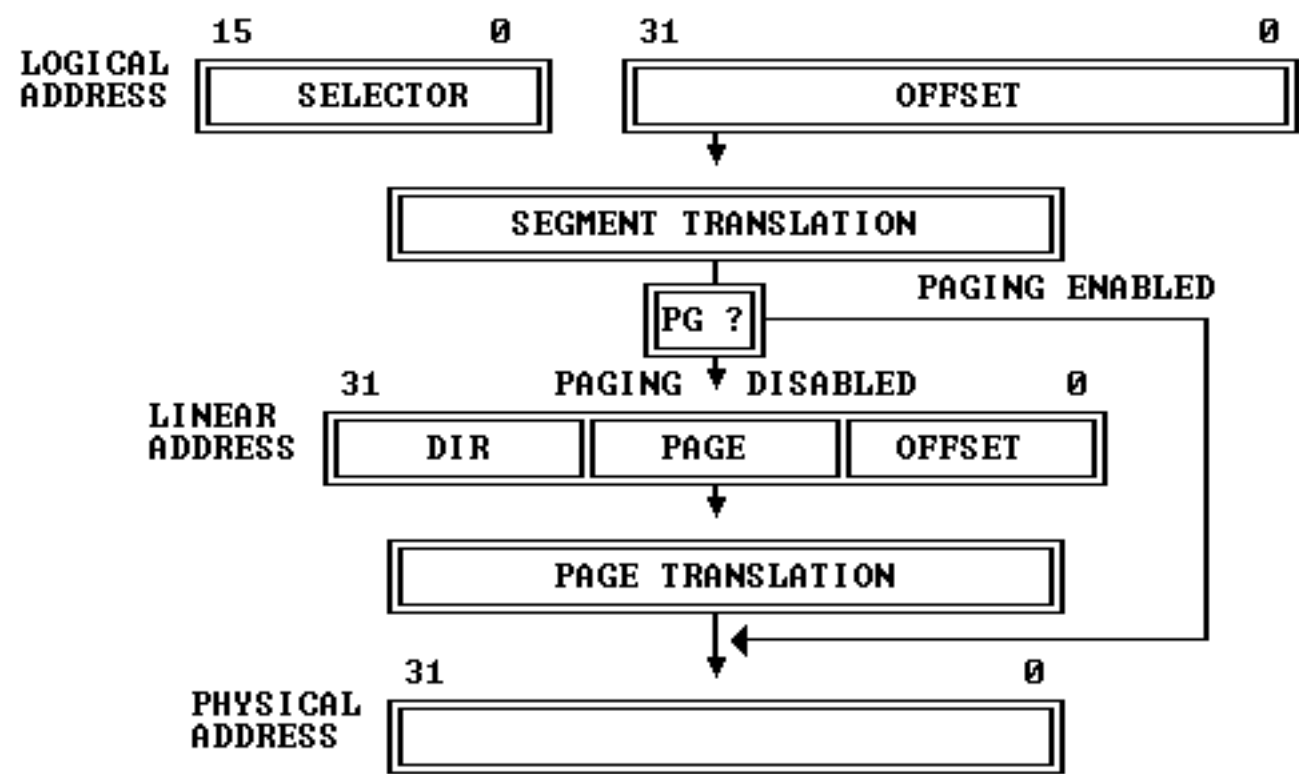 15 0 31 0
LOGICAL
ADDRESS
SELECTOR OFFSET
SEGMENT TRANSLATION
PAGING ENABLED
PG ?
31 PAGING DISABLED 0
LINEAR
ADDRESS
DIR PAGE OFFSET
PAGE TRANSLATION
31 0
PHYSICAL
ADDRESS